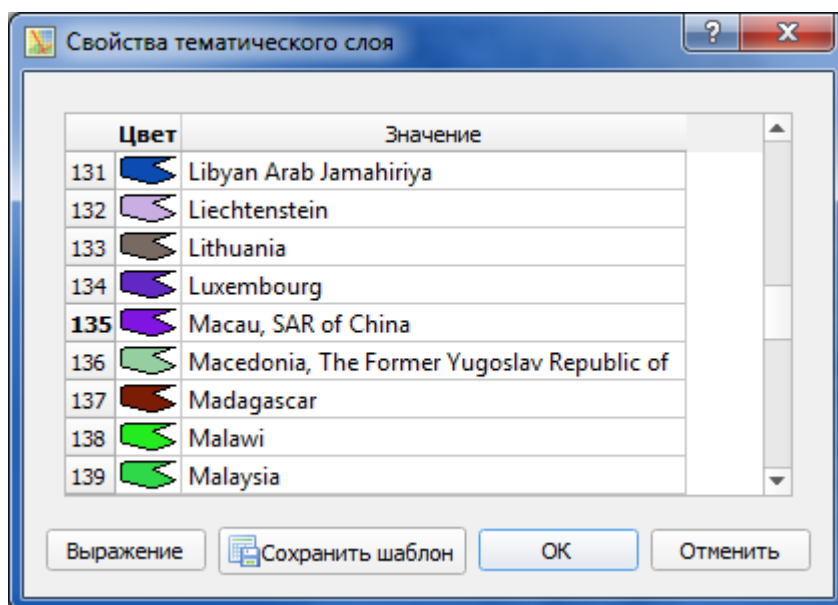 Свойства тематического слоя
?
Цвет Значение
131 Libyan Arab Jamahiriya
132 Liechtenstein
133 Lithuania
134 Luxembourg
135 Macau, SAR of China
136 Macedonia, The Former Yugoslav Republic of
137 Madagascar
138 Malawi
139 Malaysia
Выражение Сохранить шаблон OK Отменить